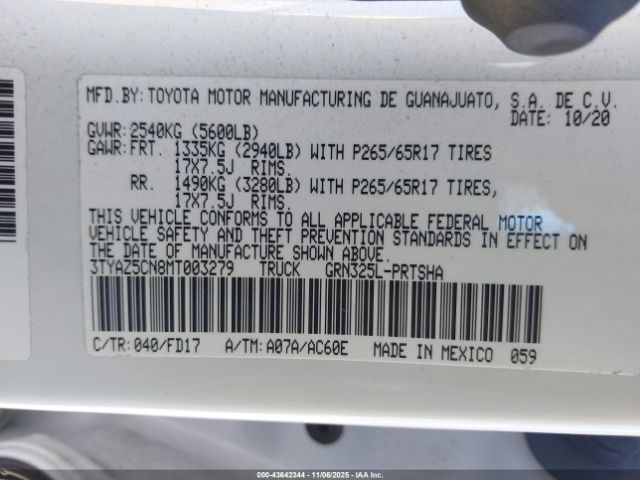 MFD.BY: TOYOTA MOTOR MANUFACTURING DE GUANAJUATO, S.A. DE C.V.
DATE: 10/20
GVWR: 2540KG (5600LB)
GAWR: FRT. 1335KG (2940LB) WITH P265/65R17 TIRES
17X7.5J RIMS.
RR. 1490KG (3280LB) WITH P265/65R17 TIRES,
17X7.5J RIMS.
THIS VEHICLE CONFORMS TO ALL APPLICABLE FEDERAL MOTOR
VEHICLE SAFETY AND THEFT PREVENTION STANDARDS IN EFFECT ON
THE DATE OF MANUFACTURE SHOWN ABOVE.
3TYAZ5CN8MT003279 TRUCK GRN325L-PRTSHA
C/TR: 040/FD17 A/TM: A07A/AC60E MADE IN MEXICO 059
000-43642344 - 11/06/2025 - IAAI.CA